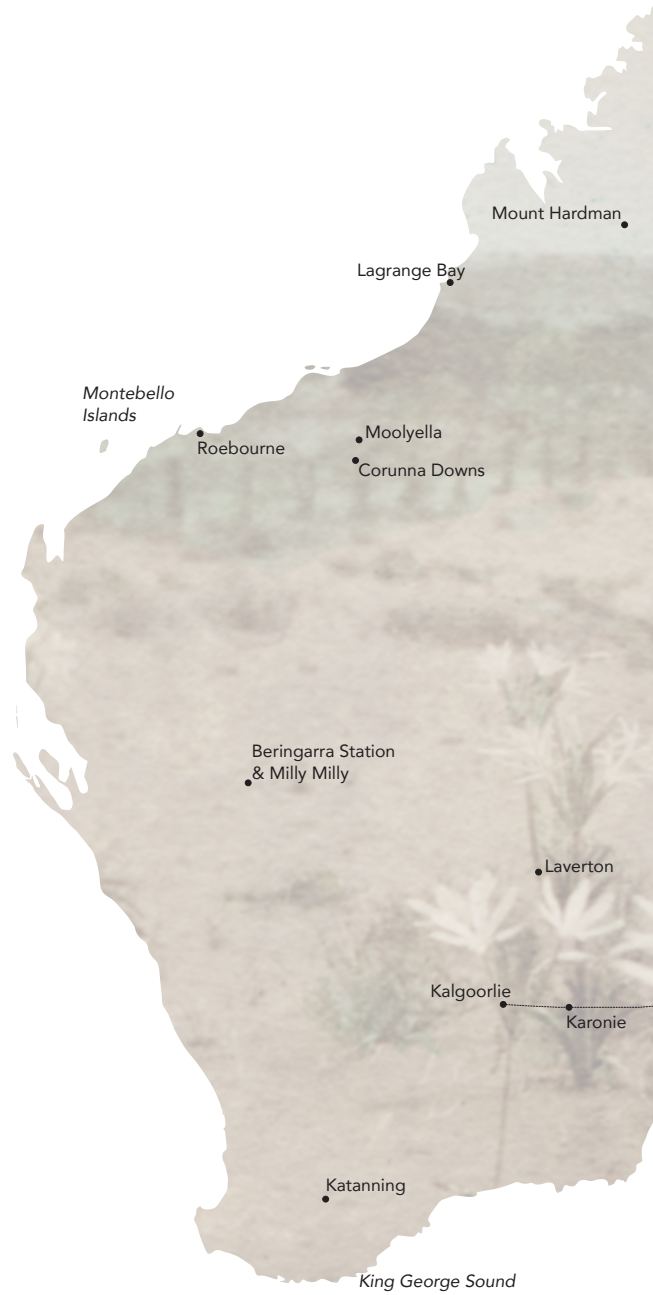 Mount Hardman
Lagrange Bay
Montebello
Islands
Moolyella
Roebourne
Corunna Downs
Beringarra Station
& Milly Milly
Laverton
Kalgoorlie
Karonie
Katanning
King George Sound